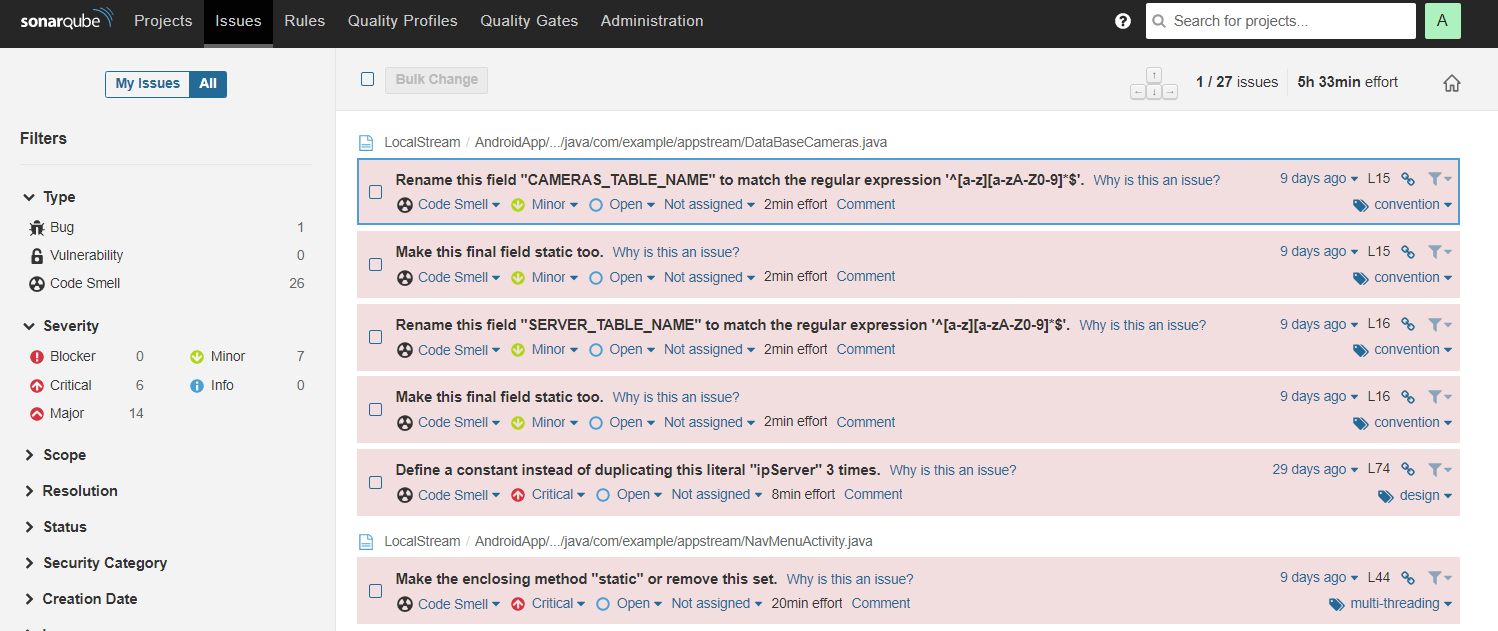 sonarqube Projects Issues Rules Quality Profiles Quality Gates Administration ? Search for projects... A
My Issues All
Bulk Change
↑ ← ↓ → 1 / 27 issues 5h 33min effort
Filters
Type
Bug 1
Vulnerability 0
Code Smell 26
Severity
Blocker 0 Minor 7
Critical 6 Info 0
Major 14
Scope
Resolution
Status
Security Category
Creation Date
LocalStream / AndroidApp/.../java/com/example/appstream/DataBaseCameras.java
Rename this field "CAMERAS_TABLE_NAME" to match the regular expression '^[a-z][a-zA-Z0-9]*$'. Why is this an issue? 9 days ago L15
Code Smell Minor Open Not assigned 2min effort Comment convention
Make this final field static too. Why is this an issue? 9 days ago L15
Code Smell Minor Open Not assigned 2min effort Comment convention
Rename this field "SERVER_TABLE_NAME" to match the regular expression '^[a-z][a-zA-Z0-9]*$'. Why is this an issue? 9 days ago L16
Code Smell Minor Open Not assigned 2min effort Comment convention
Make this final field static too. Why is this an issue? 9 days ago L16
Code Smell Minor Open Not assigned 2min effort Comment convention
Define a constant instead of duplicating this literal "ipServer" 3 times. Why is this an issue? 29 days ago L74
Code Smell Critical Open Not assigned 8min effort Comment design
LocalStream / AndroidApp/.../java/com/example/appstream/NavMenuActivity.java
Make the enclosing method "static" or remove this set. Why is this an issue? 9 days ago L44
Code Smell Critical Open Not assigned 20min effort Comment multi-threading